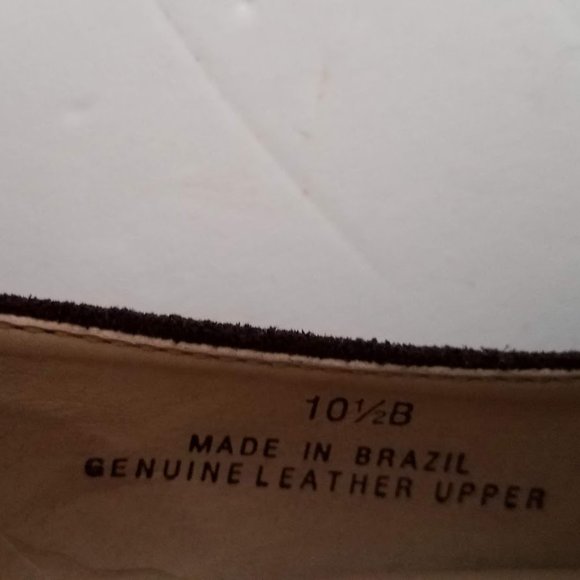 10½B
MADE IN BRAZIL
GENUINE LEATHER UPPER